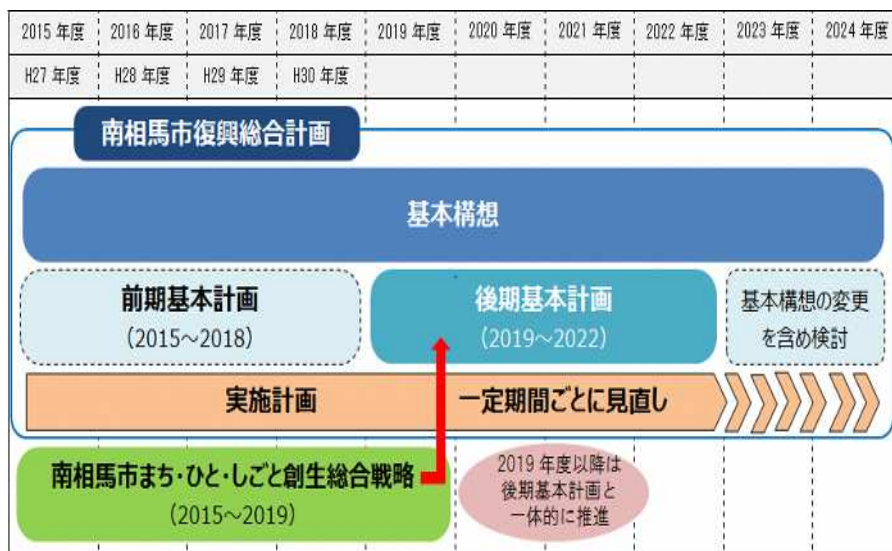 2015 年度 2016 年度 2017 年度 2018 年度 2019 年度 2020 年度 2021 年度 2022 年度 2023 年度 2024 年度
H27 年度 H28 年度 H29 年度 H30 年度
南相馬市復興総合計画
基本構想
前期基本計画
（2015～2018）
後期基本計画
（2019～2022）
基本構想の変更
を含め検討
実施計画 一定期間ごとに見直し
南相馬市まち・ひと・しごと創生総合戦略
（2015～2019）
2019 年度以降は
後期基本計画と
一体的に推進